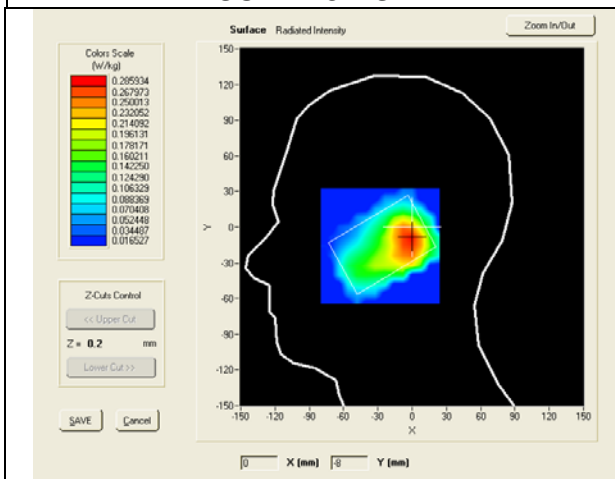 Surface Radiated Intensity
Zoom In/Out
Colors Scale
(W/kg)
0.285934
0.267973
0.250013
0.232052
0.214092
0.196131
0.178171
0.160211
0.142250
0.124290
0.106329
0.088369
0.070408
0.052448
0.034487
0.016527
150
120
90
60
30
0
-30
-60
-90
-120
-150
Y
-150 -120 -90 -60 -30 0 30 60 90 120 150
X
Z-Cuts Control
<< Upper Cut
Z = 0.2 mm
Lower Cut >>
SAVE Cancel
0 X (mm) -8 Y (mm)